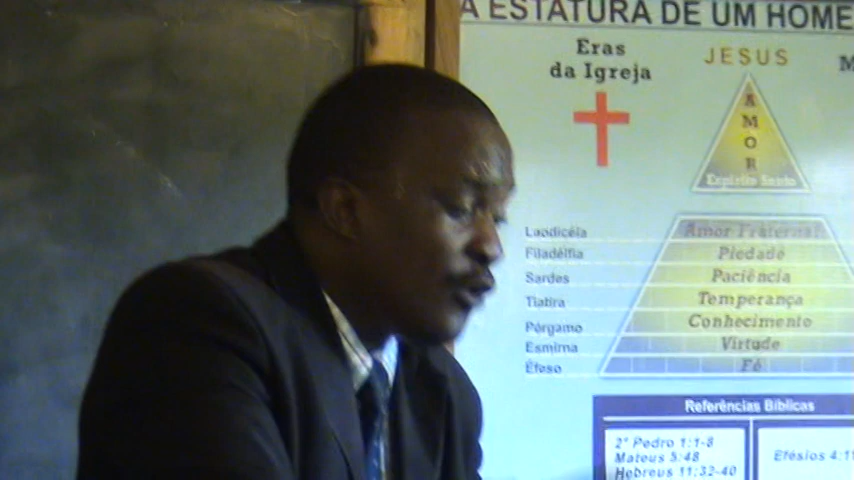 A ESTATURA DE UM HOME
Eras
da Igreja
JESUS
M
A
M
O
R
Espírito Santo
Laodicéia
Amor Fraternal
Filadélfia
Piedade
Sardes
Paciência
Tiatira
Temperança
Pérgamo
Conhecimento
Esmirna
Virtude
Éfeso
Fé
Referências Bíblicas
2ª Pedro 1:1-8
Mateus 5:48
Hebreus 11:32-40
Efésios 4:11